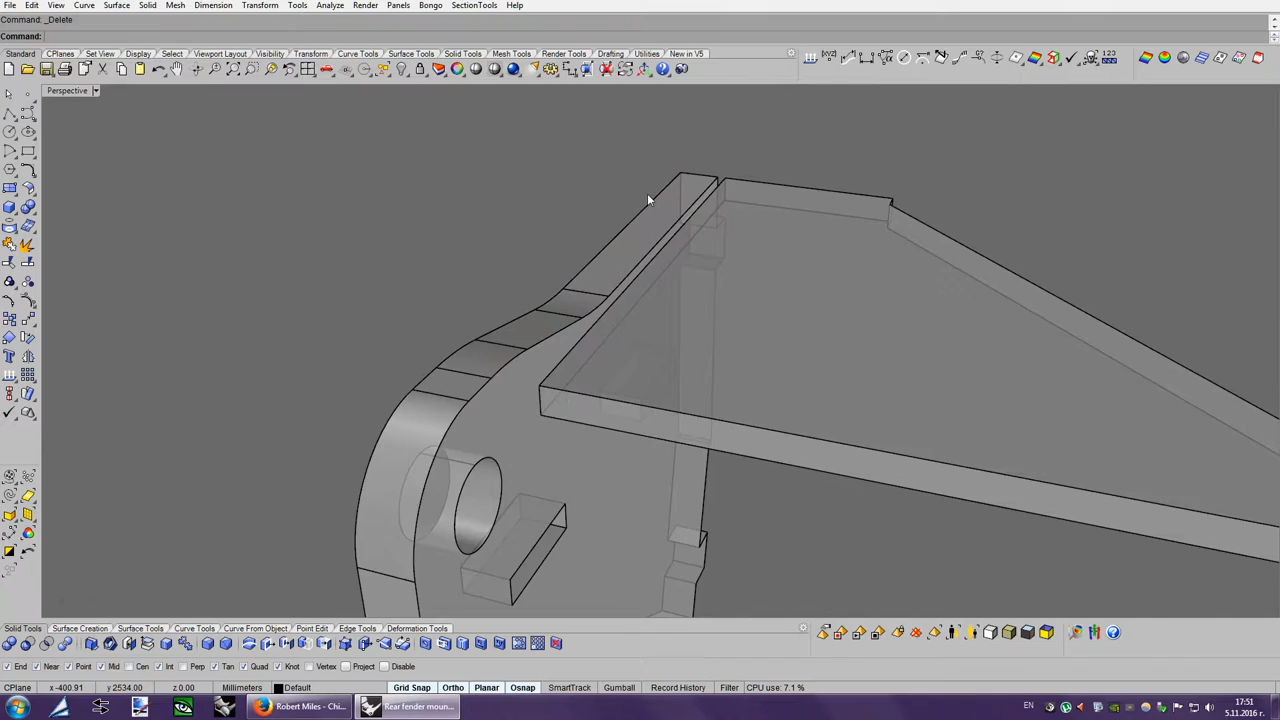 File Edit View Curve Surface Solid Mesh Dimension Transform Tools Analyze Render Panels Bongo SectionTools Help
Command: _Delete
Command:
Standard CPlanes Set View Display Select Viewport Layout Visibility Transform Curve Tools Surface Tools Solid Tools Mesh Tools Render Tools Drafting Utilities New in V5
Perspective
Solid Tools Surface Creation Surface Tools Curve Tools Curve From Object Point Edit Edge Tools Deformation Tools
End Near Point Mid Cen Int Perp Tan Quad Knot Vertex Project Disable
CPlane x -400.91 y 2534.00 z 0.00 Millimeters Default Grid Snap Ortho Planar Osnap SmartTrack Gumball Record History Filter CPU use: 7.1 %
Robert Miles - Chi... Rear fender moun... EN 17:51
5.11.2016 г.